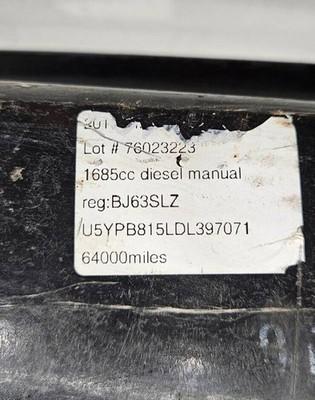 201
Lot # 76023223
1685cc diesel manual
reg:BJ63SLZ
U5YPB815LDL397071
64000miles